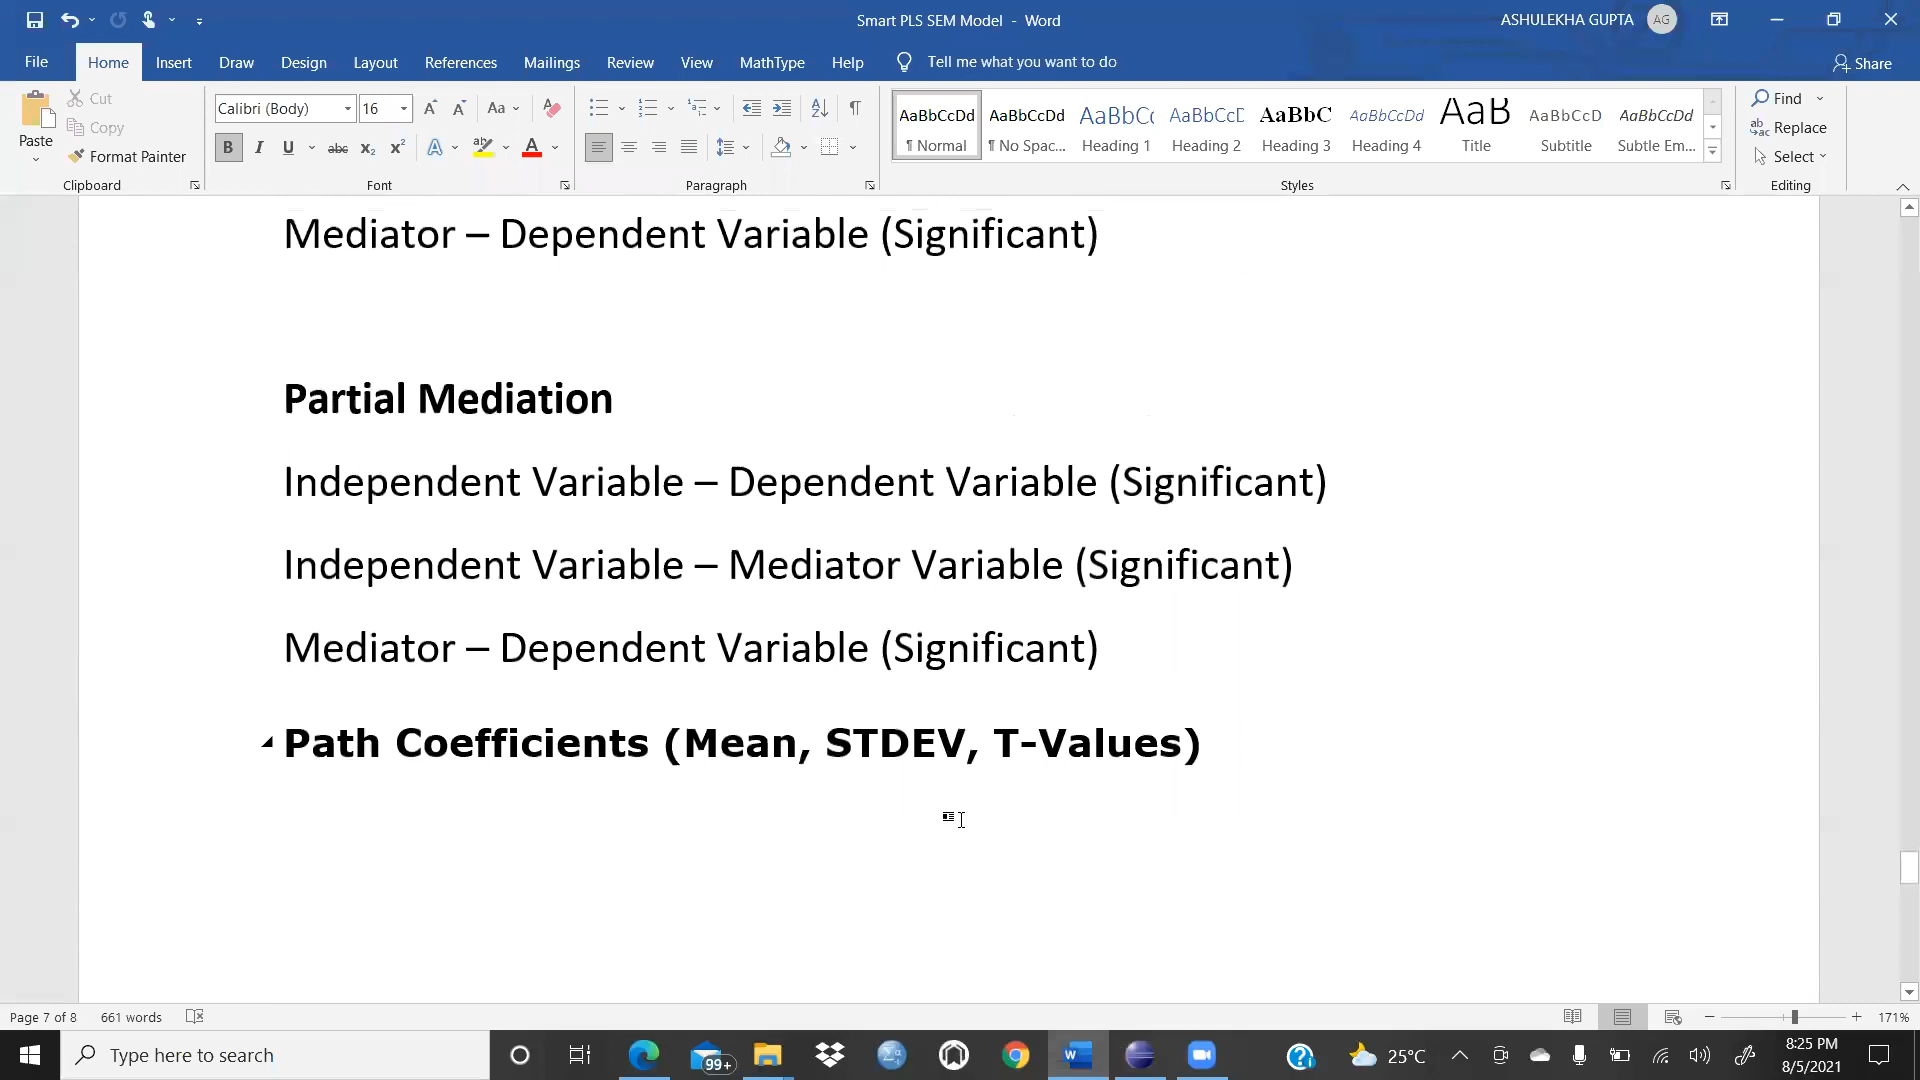 Smart PLS SEM Model - Word
ASHULEKHA GUPTA AG
File Home Insert Draw Design Layout References Mailings Review View MathType Help Tell me what you want to do Share
Paste
Cut
Copy
Format Painter
Clipboard
Calibri (Body) 16
Font
Paragraph
AaBbCcDd AaBbCcDd AaBbCc AaBbCcD AaBbC AaBbCcDd AaB AaBbCcD AaBbCcDd
¶ Normal ¶ No Spac... Heading 1 Heading 2 Heading 3 Heading 4 Title Subtitle Subtle Em...
Styles
Find
Replace
Select
Editing
Mediator – Dependent Variable (Significant)
Partial Mediation
Independent Variable – Dependent Variable (Significant)
Independent Variable – Mediator Variable (Significant)
Mediator – Dependent Variable (Significant)
Path Coefficients (Mean, STDEV, T-Values)
Page 7 of 8 661 words 171%
Type here to search
99+
25°C
8:25 PM
8/5/2021